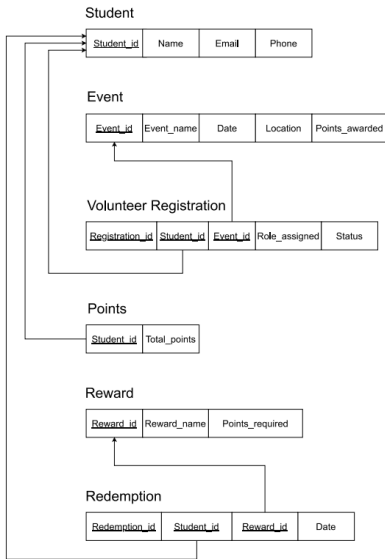 Student
Student_id Name Email Phone
Event
Event_id Event_name Date Location Points_awarded
Volunteer Registration
Registration_id Student_id Event_id Role_assigned Status
Points
Student_id Total_points
Reward
Reward_id Reward_name Points_required
Redemption
Redemption_id Student_id Reward_id Date